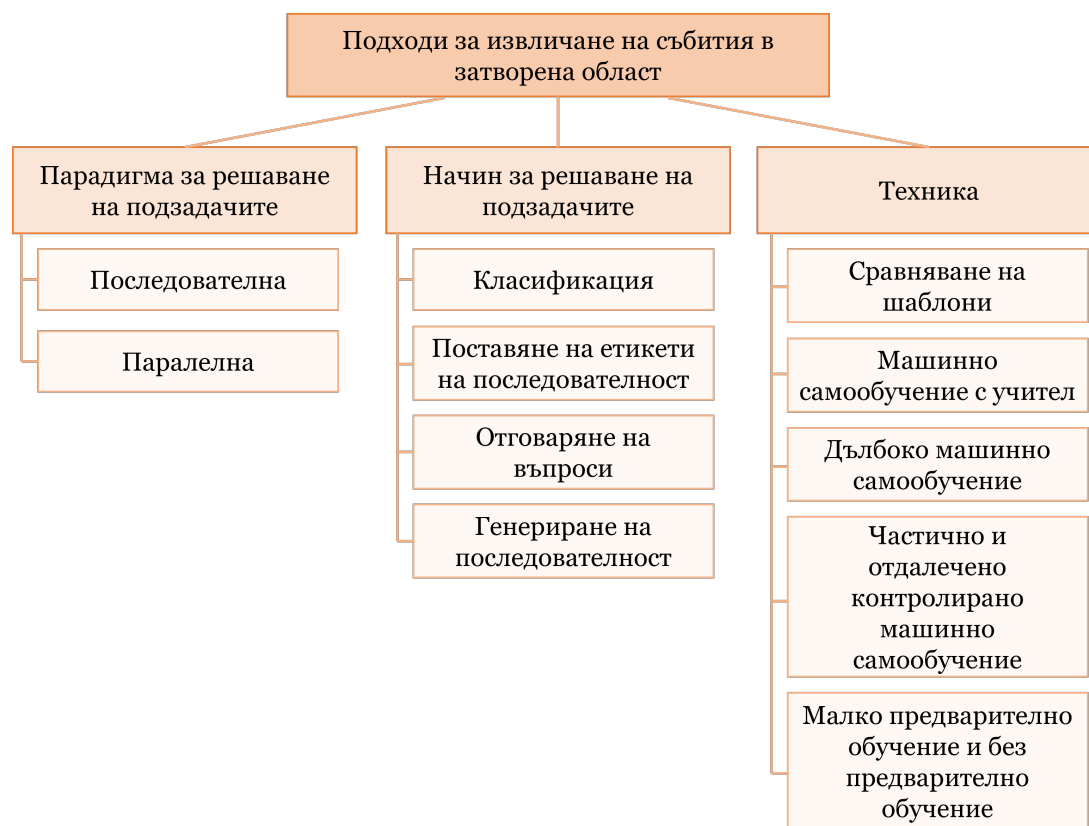 Подходи за извличане на събития в
затворена област
Парадигма за решаване
на подзадачите
Последователна
Паралелна
Начин за решаване на
подзадачите
Класификация
Поставяне на етикети
на последователност
Отговаряне на
въпроси
Генериране на
последователност
Техника
Сравняване на
шаблони
Машинно
самообучение с учител
Дълбоко машинно
самообучение
Частично и
отдалечено
контролирано
машинно
самообучение
Малко предварително
обучение и без
предварително
обучение